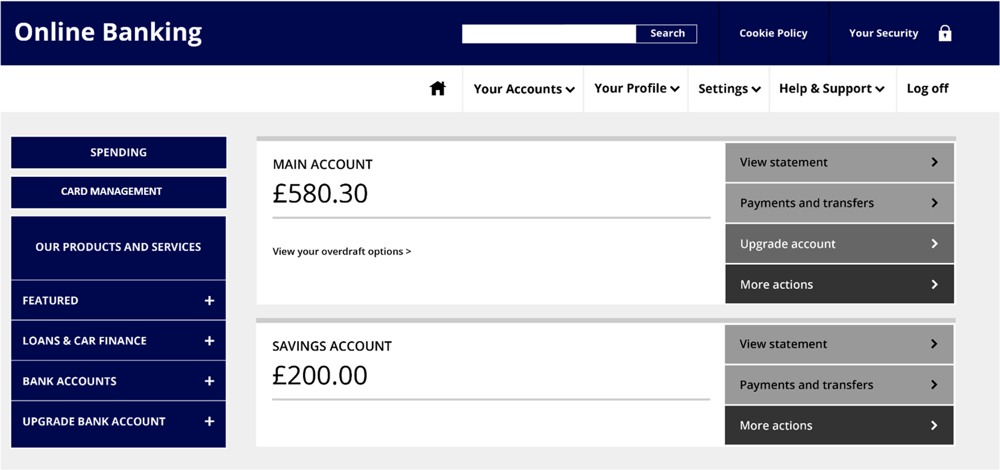 Online Banking
Search
Cookie Policy
Your Security
Your Accounts
Your Profile
Settings
Help & Support
Log off
SPENDING
CARD MANAGEMENT
OUR PRODUCTS AND SERVICES
FEATURED +
LOANS & CAR FINANCE +
BANK ACCOUNTS +
UPGRADE BANK ACCOUNT +
MAIN ACCOUNT
£580.30
View your overdraft options >
View statement
Payments and transfers
Upgrade account
More actions
SAVINGS ACCOUNT
£200.00
View statement
Payments and transfers
More actions